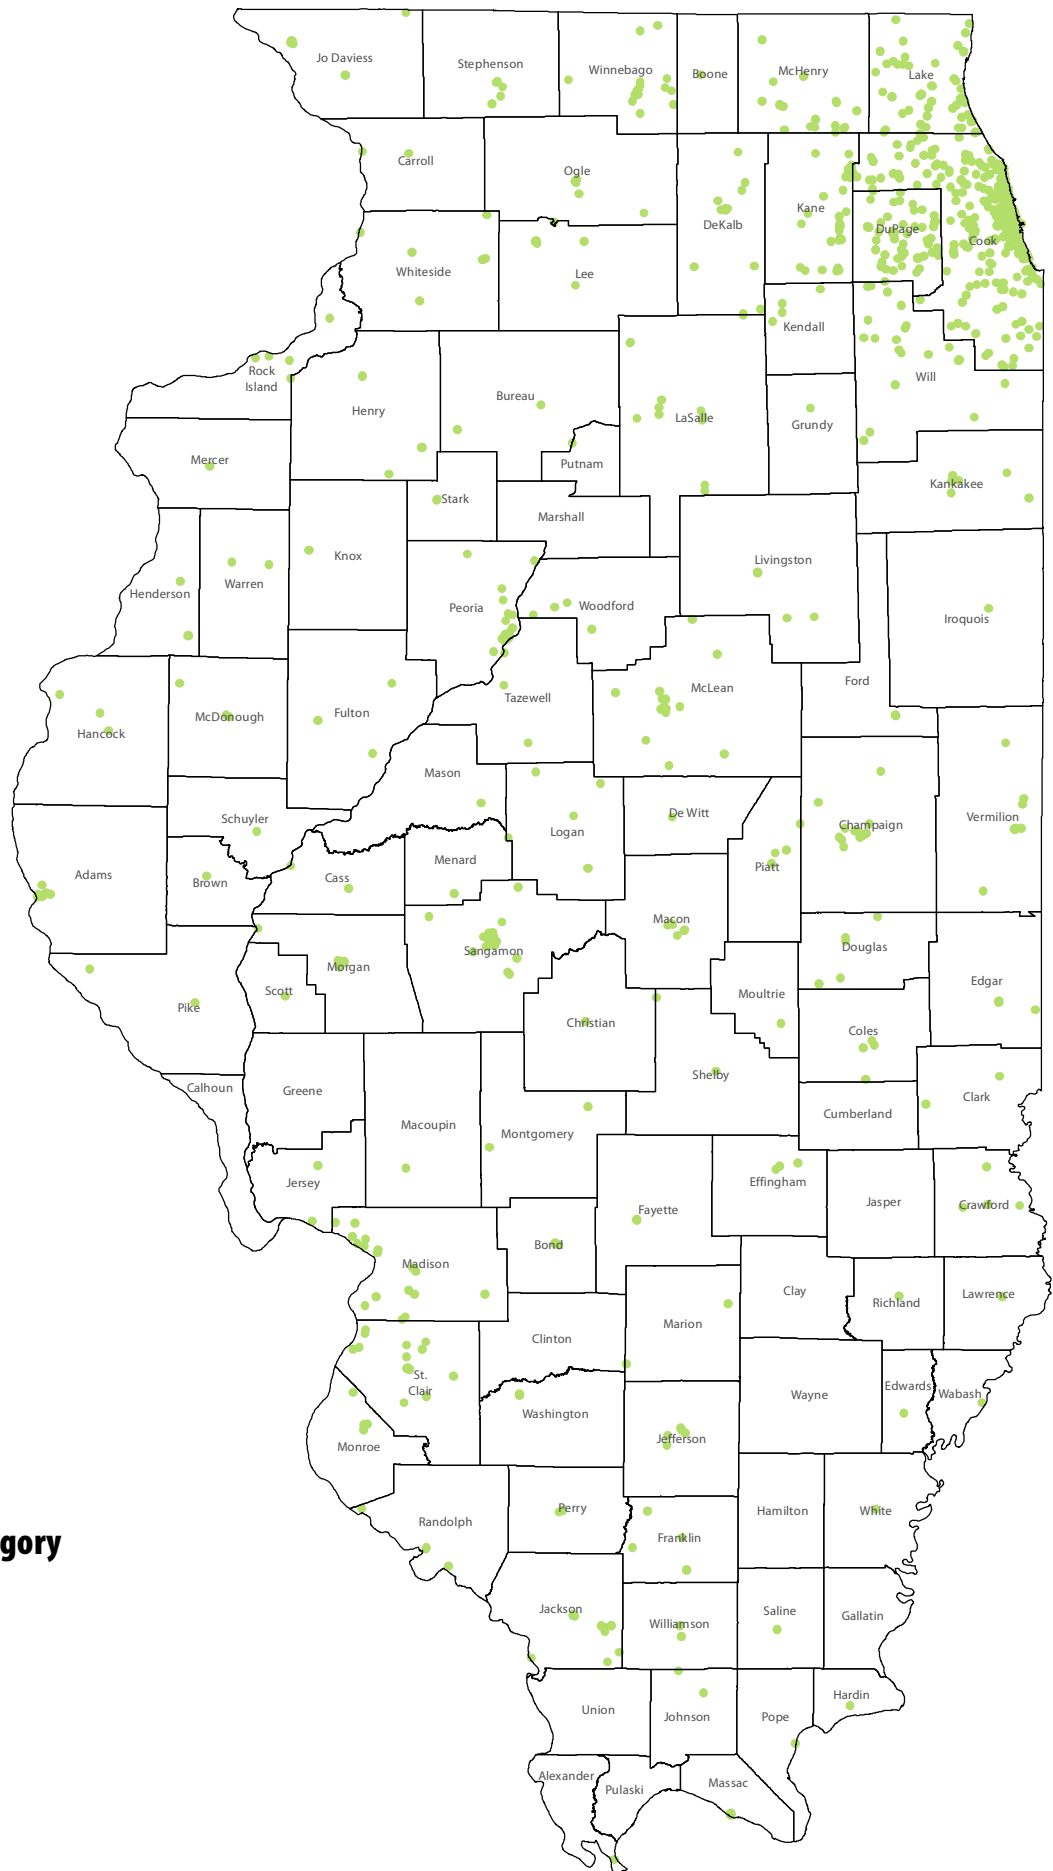 Jo Daviess
Stephenson
Winnebago
Boone
McHenry
Lake
Carroll
Ogle
DeKalb
Kane
DuPage
Cook
Whiteside
Lee
Kendall
Rock
Island
Henry
Bureau
LaSalle
Grundy
Will
Mercer
Putnam
Kankakee
Stark
Marshall
Henderson
Warren
Knox
Peoria
Woodford
Livingston
Iroquois
Hancock
McDonough
Fulton
Tazewell
McLean
Ford
Mason
Schuyler
Logan
De Witt
Champaign
Vermilion
Adams
Brown
Cass
Menard
Piatt
Macon
Sangamon
Douglas
Morgan
Scott
Pike
Christian
Moultrie
Edgar
Coles
Calhoun
Greene
Shelby
Clark
Macoupin
Montgomery
Cumberland
Jersey
Effingham
Fayette
Jasper
Crawford
Bond
Madison
Clay
Richland
Lawrence
Marion
Clinton
St.
Clair
Wayne
Edwards
Wabash
Washington
Monroe
Jefferson
Randolph
Perry
Hamilton
White
Franklin
gory
Jackson
Williamson
Saline
Gallatin
Union
Johnson
Pope
Hardin
Alexander
Pulaski
Massac